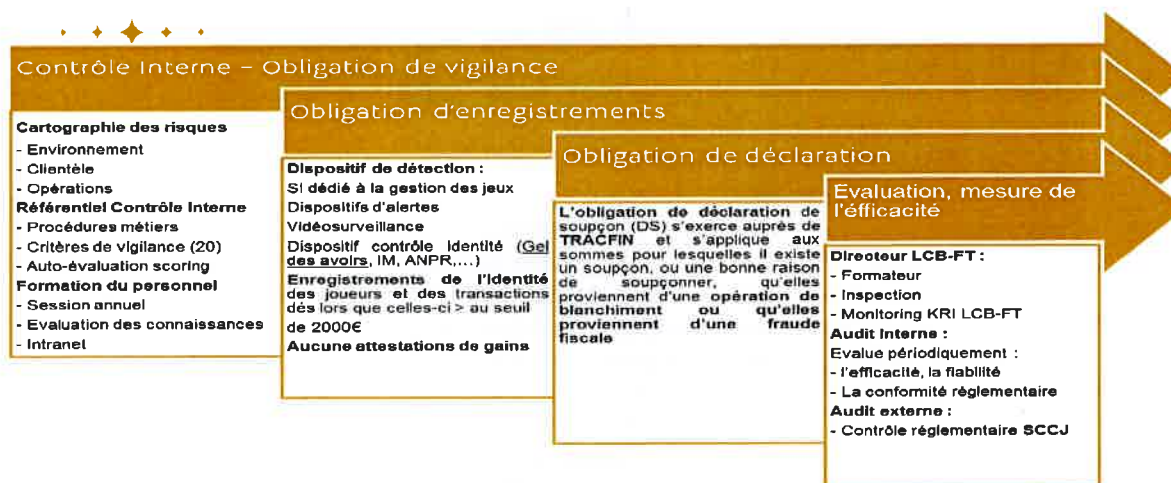 Contrôle Interne – Obligation de vigilance
Cartographie des risques
- Environnement
- Clientèle
- Opérations
Référentiel Contrôle Interne
- Procédures métiers
- Critères de vigilance (20)
- Auto-évaluation scoring
Formation du personnel
- Session annuel
- Evaluation des connaissances
- Intranet
Obligation d'enregistrements
Dispositif de détection :
SI dédié à la gestion des jeux
Dispositifs d'alertes
Vidéosurveillance
Dispositif contrôle identité (Gel
des avoirs, IM, ANPR,...)
Enregistrements de l'identité
des joueurs et des transactions
dès lors que celles-ci > au seuil
de 2000€
Aucune attestations de gains
Obligation de déclaration
L'obligation de déclaration de
soupçon (DS) s'exerce auprès de
TRACFIN et s'applique aux
sommes pour lesquelles il existe
un soupçon, ou une bonne raison
de soupçonner, qu'elles
proviennent d'une opération de
blanchiment ou qu'elles
proviennent d'une fraude
fiscale
Evaluation, mesure de
l'éfficacité
Directeur LCB-FT :
- Formateur
- Inspection
- Monitoring KRI LCB-FT
Audit Interne :
Evalue périodiquement :
- l'efficacité, la fiabilité
- La conformité réglementaire
Audit externe :
- Contrôle réglementaire SCCJ